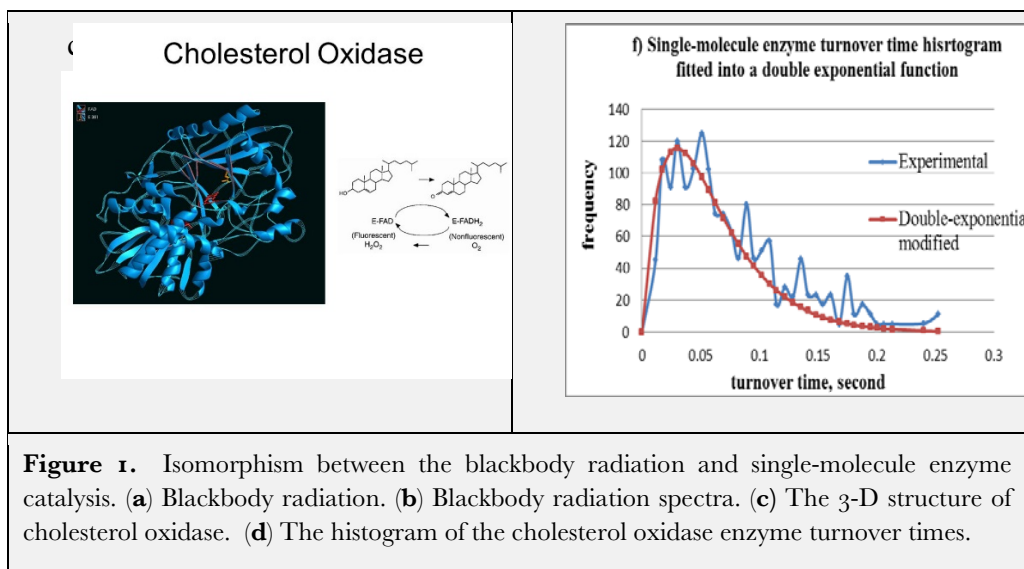 Cholesterol Oxidase
HO
O
E-FAD
E-FADH₂
(Fluorescent)
(Nonfluorescent)
H₂O₂
O₂
f) Single-molecule enzyme turnover time hisrtogram
fitted into a double exponential function
140
120
100
80
60
40
20
0
frequency
Experimental
Double-exponentia
modified
0 0.05 0.1 0.15 0.2 0.25 0.3
turnover time, second
Figure 1. Isomorphism between the blackbody radiation and single-molecule enzyme
catalysis. (a) Blackbody radiation. (b) Blackbody radiation spectra. (c) The 3-D structure of
cholesterol oxidase. (d) The histogram of the cholesterol oxidase enzyme turnover times.